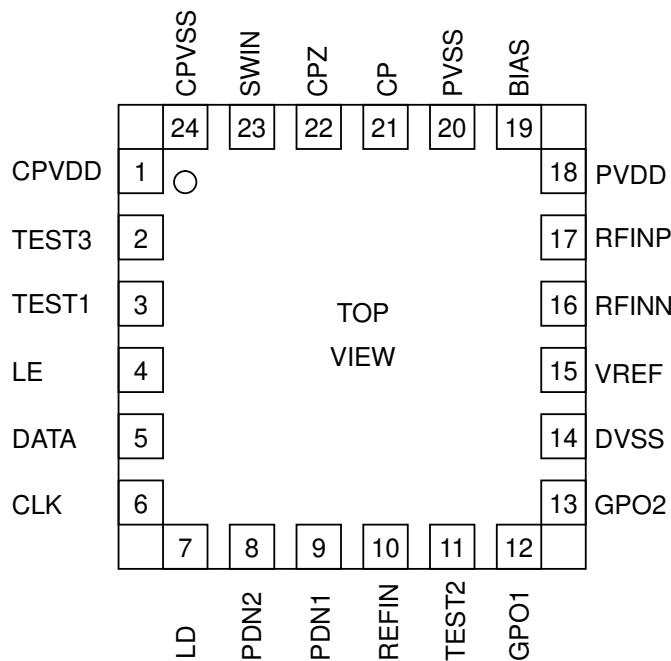 CPVSS SWIN CPZ CP PVSS BIAS
24 23 22 21 20 19
CPVDD 1 18 PVDD
TEST3 2 17 RFINP
TEST1 3 16 RFINN
TOP
VIEW
LE 4 15 VREF
DATA 5 14 DVSS
CLK 6 13 GPO2
7 8 9 10 11 12
LD PDN2 PDN1 REFIN TEST2 GPO1